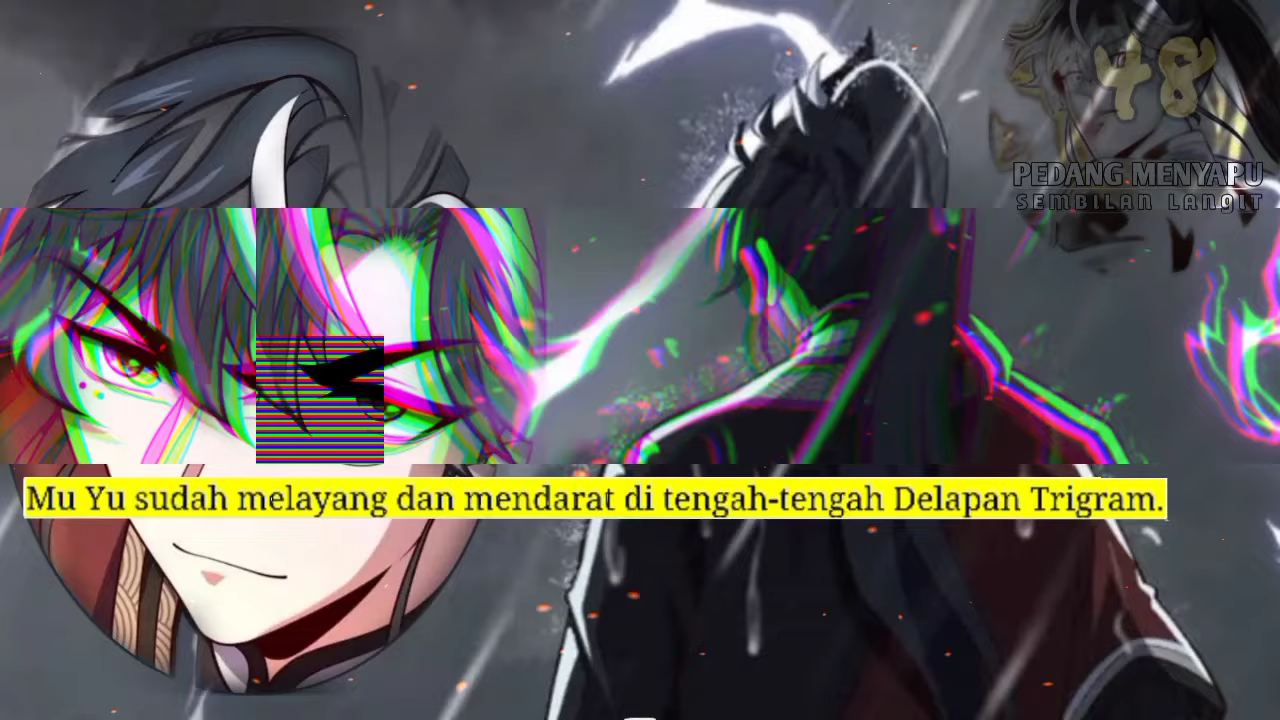 48
PEDANG MENYAPU
SEMBILAN LANGIT
Mu Yu sudah melayang dan mendarat di tengah-tengah Delapan Trigram.